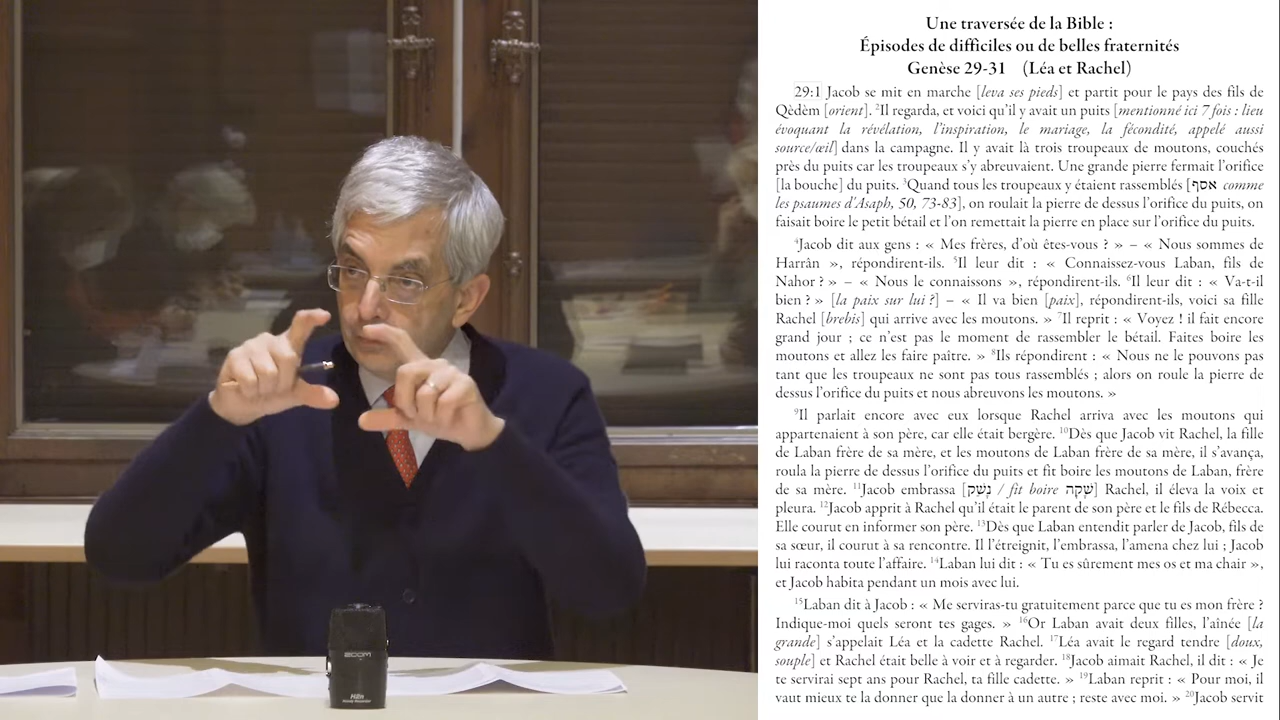 Une traversée de la Bible :
Épisodes de difficiles ou de belles fraternités
Genèse 29-31 (Léa et Rachel)
29:1 Jacob se mit en marche [leva ses pieds] et partit pour le pays des fils de
Qèdèm [orient]. ²Il regarda, et voici qu’il y avait un puits [mentionné ici 7 fois : lieu
évoquant la révélation, l’inspiration, le mariage, la fécondité, appelé aussi
source/œil] dans la campagne. Il y avait là trois troupeaux de moutons, couchés
près du puits car les troupeaux s’y abreuvaient. Une grande pierre fermait l’orifice
[la bouche] du puits. ³Quand tous les troupeaux y étaient rassemblés [אסף comme
les psaumes d’Asaph, 50, 73-83], on roulait la pierre de dessus l’orifice du puits, on
faisait boire le petit bétail et l’on remettait la pierre en place sur l’orifice du puits.
⁴Jacob dit aux gens : « Mes frères, d’où êtes-vous ? » – « Nous sommes de
Harrân », répondirent-ils. ⁵Il leur dit : « Connaissez-vous Laban, fils de
Nahor ? » – « Nous le connaissons », répondirent-ils. ⁶Il leur dit : « Va-t-il
bien ? » [la paix sur lui ?] – « Il va bien [paix], répondirent-ils, voici sa fille
Rachel [brebis] qui arrive avec les moutons. » ⁷Il reprit : « Voyez ! il fait encore
grand jour ; ce n’est pas le moment de rassembler le bétail. Faites boire les
moutons et allez les faire paître. » ⁸Ils répondirent : « Nous ne le pouvons pas
tant que les troupeaux ne sont pas tous rassemblés ; alors on roule la pierre de
dessus l’orifice du puits et nous abreuvons les moutons. »
⁹Il parlait encore avec eux lorsque Rachel arriva avec les moutons qui
appartenaient à son père, car elle était bergère. ¹⁰Dès que Jacob vit Rachel, la fille
de Laban frère de sa mère, et les moutons de Laban frère de sa mère, il s’avança,
roula la pierre de dessus l’orifice du puits et fit boire les moutons de Laban, frère
de sa mère. ¹¹Jacob embrassa [נָשַׁק / fit boire שָׁקָה] Rachel, il éleva la voix et
pleura. ¹²Jacob apprit à Rachel qu’il était le parent de son père et le fils de Rébecca.
Elle courut en informer son père. ¹³Dès que Laban entendit parler de Jacob, fils de
sa sœur, il courut à sa rencontre. Il l’étreignit, l’embrassa, l’amena chez lui ; Jacob
lui raconta toute l’affaire. ¹⁴Laban lui dit : « Tu es sûrement mes os et ma chair »,
et Jacob habita pendant un mois avec lui.
¹⁵Laban dit à Jacob : « Me serviras-tu gratuitement parce que tu es mon frère ?
Indique-moi quels seront tes gages. » ¹⁶Or Laban avait deux filles, l’aînée [la
grande] s’appelait Léa et la cadette Rachel. ¹⁷Léa avait le regard tendre [doux,
souple] et Rachel était belle à voir et à regarder. ¹⁸Jacob aimait Rachel, il dit : « Je
te servirai sept ans pour Rachel, ta fille cadette. » ¹⁹Laban reprit : « Pour moi, il
vaut mieux te la donner que la donner à un autre ; reste avec moi. » ²⁰Jacob servit
zoom
H2n
Handy Recorder